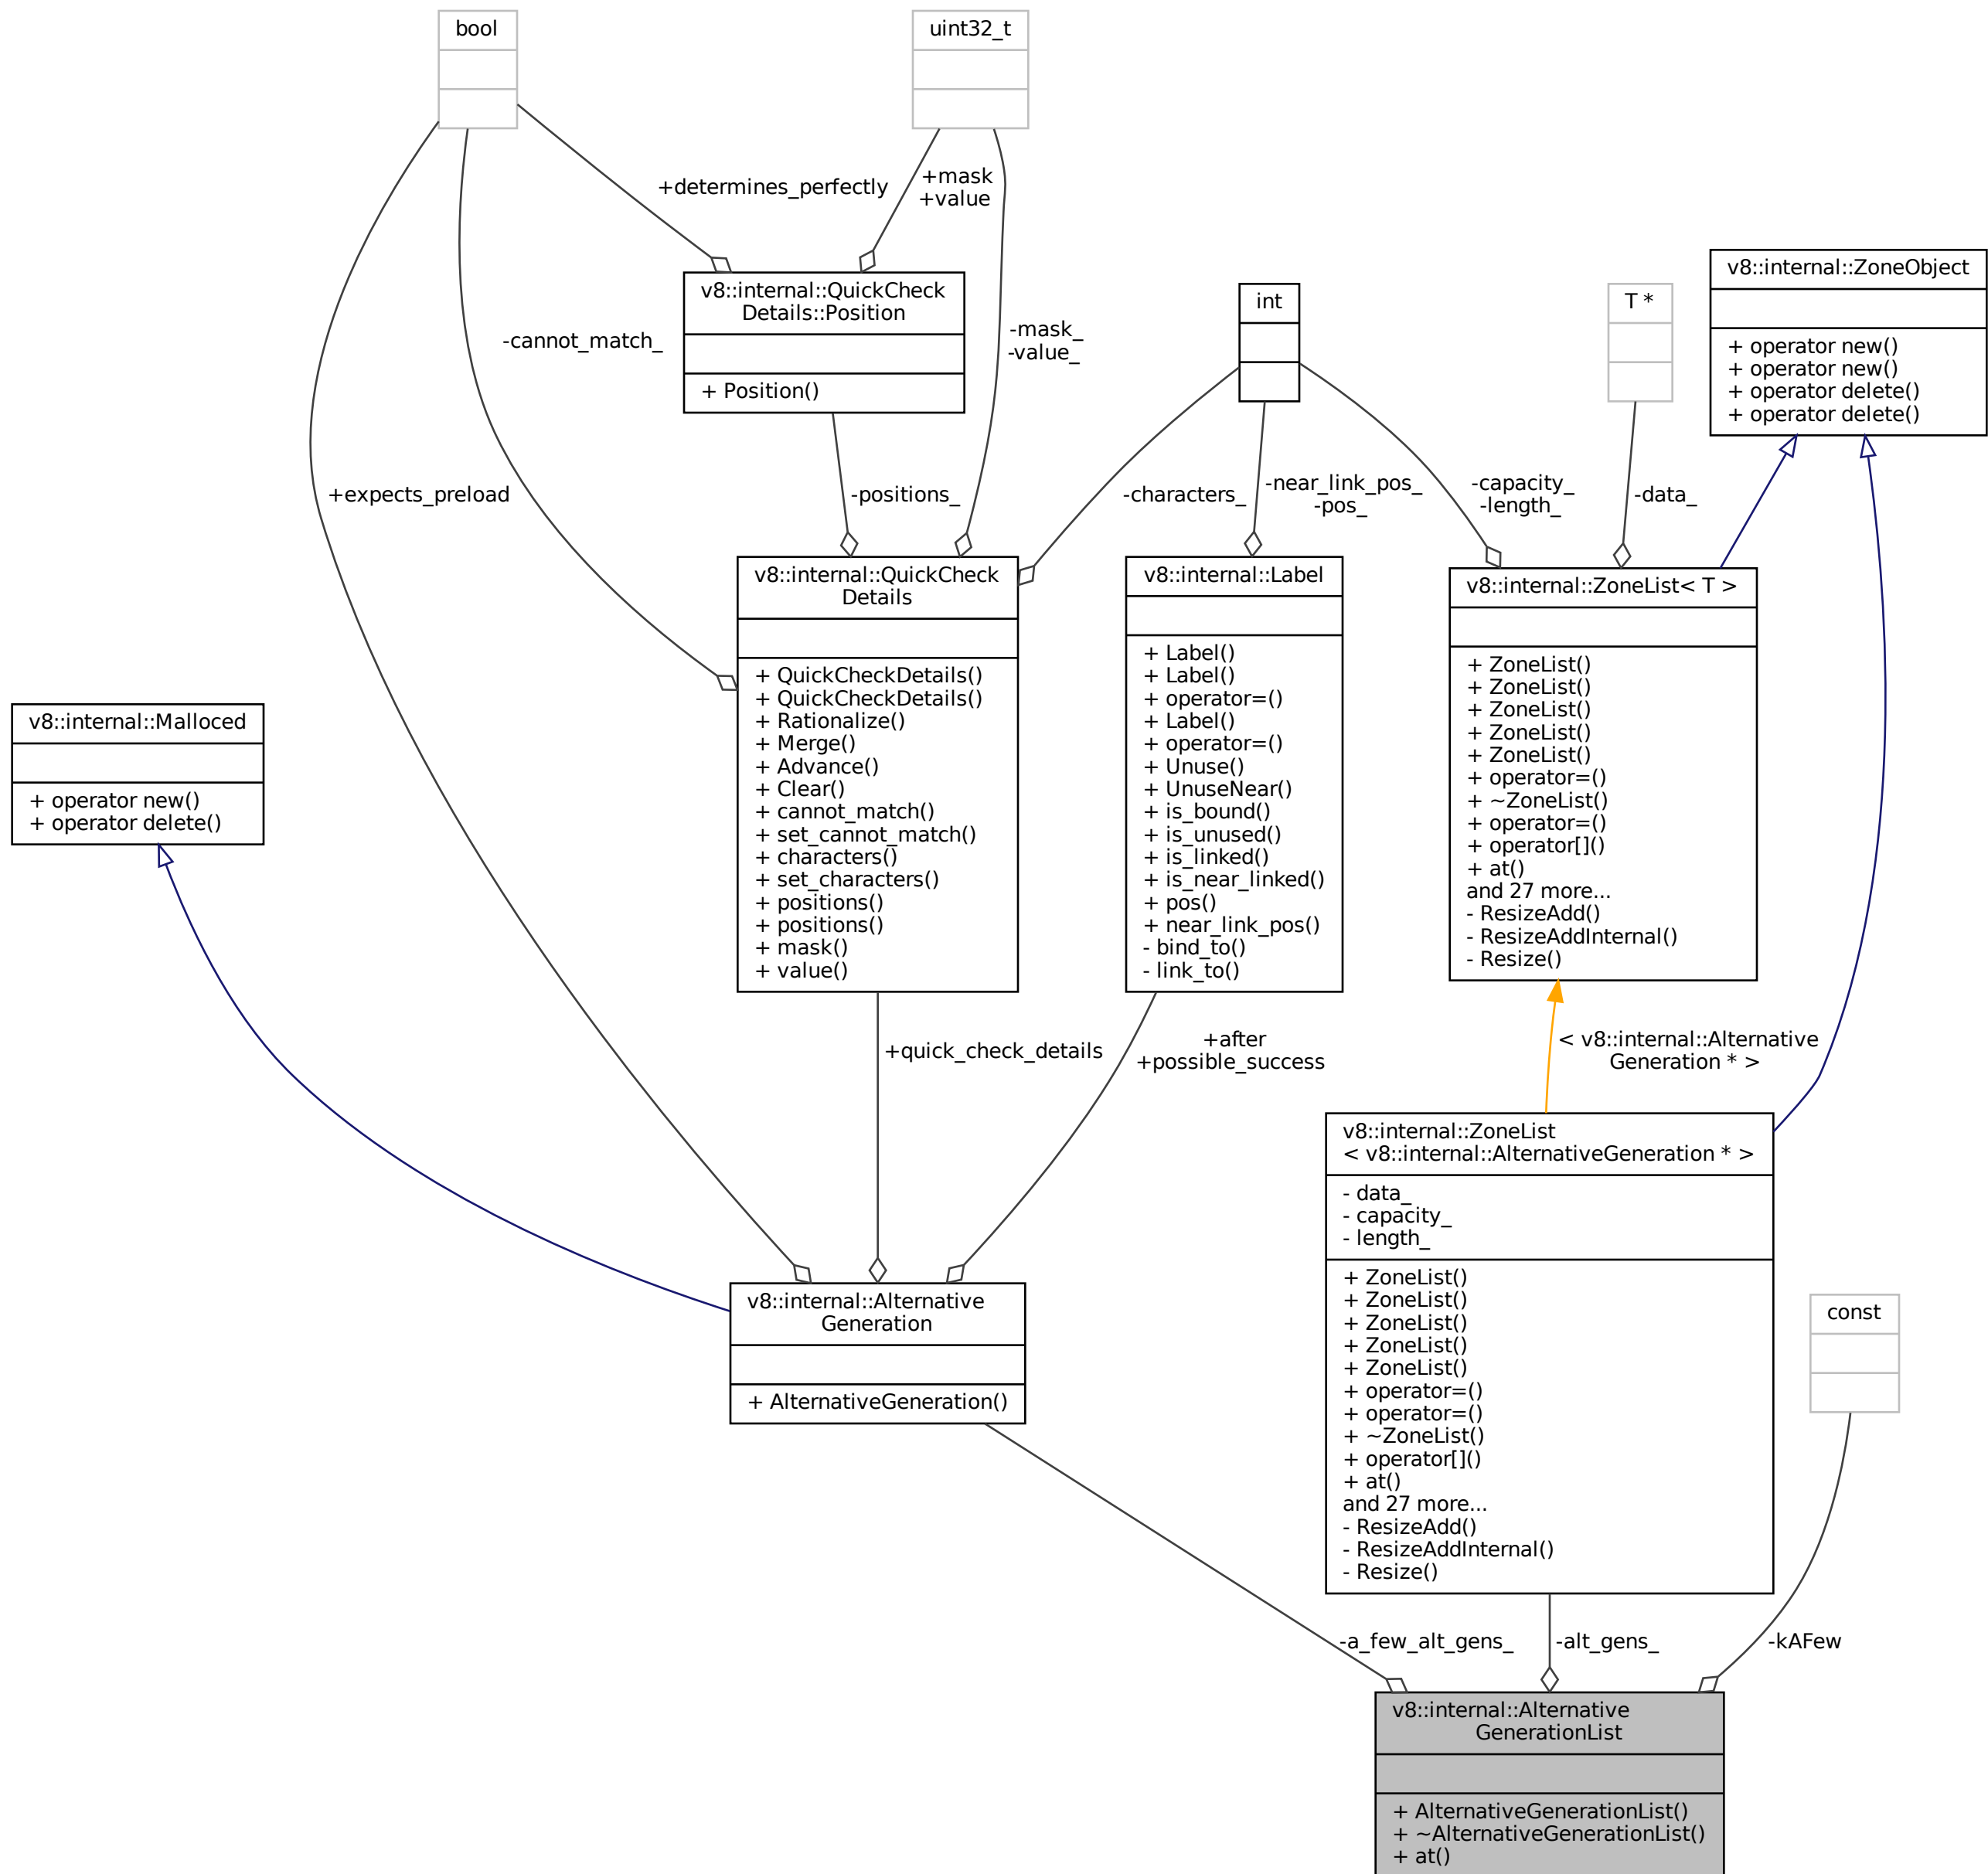 bool
uint32_t
+determines_perfectly
+mask
+value
v8::internal::ZoneObject
+ operator new()
+ operator new()
+ operator delete()
+ operator delete()
v8::internal::QuickCheck
Details::Position
+ Position()
int
T *
-cannot_match_
-mask_
-value_
+expects_preload
-positions_
-characters_
-near_link_pos_
-pos_
-capacity_
-length_
-data_
v8::internal::Malloced
+ operator new()
+ operator delete()
v8::internal::QuickCheck
Details
+ QuickCheckDetails()
+ QuickCheckDetails()
+ Rationalize()
+ Merge()
+ Advance()
+ Clear()
+ cannot_match()
+ set_cannot_match()
+ characters()
+ set_characters()
+ positions()
+ positions()
+ mask()
+ value()
v8::internal::Label
+ Label()
+ Label()
+ operator=()
+ Label()
+ operator=()
+ Unuse()
+ UnuseNear()
+ is_bound()
+ is_unused()
+ is_linked()
+ is_near_linked()
+ pos()
+ near_link_pos()
- bind_to()
- link_to()
v8::internal::ZoneList< T >
+ ZoneList()
+ ZoneList()
+ ZoneList()
+ ZoneList()
+ ZoneList()
+ operator=()
+ ~ZoneList()
+ operator=()
+ operator[]()
+ at()
and 27 more...
- ResizeAdd()
- ResizeAddInternal()
- Resize()
+quick_check_details
+after
+possible_success
< v8::internal::Alternative
Generation * >
v8::internal::Alternative
Generation
+ AlternativeGeneration()
v8::internal::ZoneList
< v8::internal::AlternativeGeneration * >
- data_
- capacity_
- length_
+ ZoneList()
+ ZoneList()
+ ZoneList()
+ ZoneList()
+ ZoneList()
+ operator=()
+ operator=()
+ ~ZoneList()
+ operator[]()
+ at()
and 27 more...
- ResizeAdd()
- ResizeAddInternal()
- Resize()
const
-a_few_alt_gens_
-alt_gens_
-kAFew
v8::internal::Alternative
GenerationList
+ AlternativeGenerationList()
+ ~AlternativeGenerationList()
+ at()